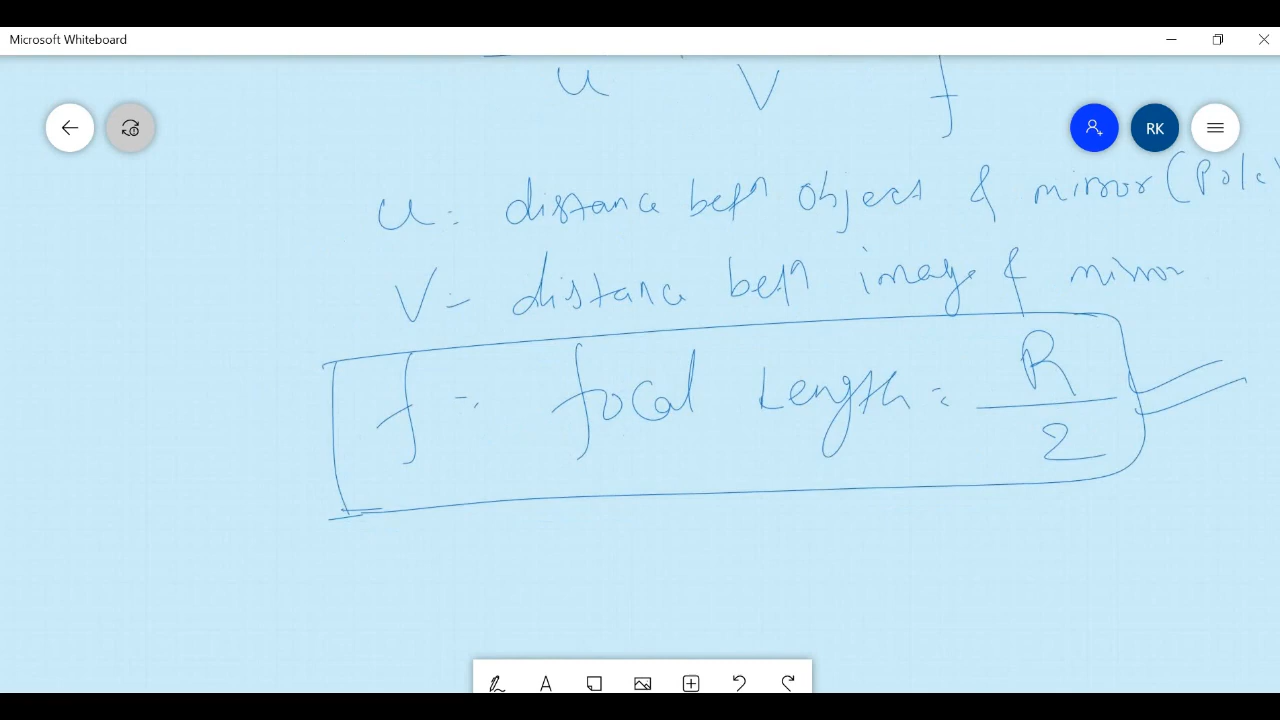 Microsoft Whiteboard
u v f
RK
u = distance betn object & mirror (Pole)
v = distance betn image & mirror
f = focal Length = R
2